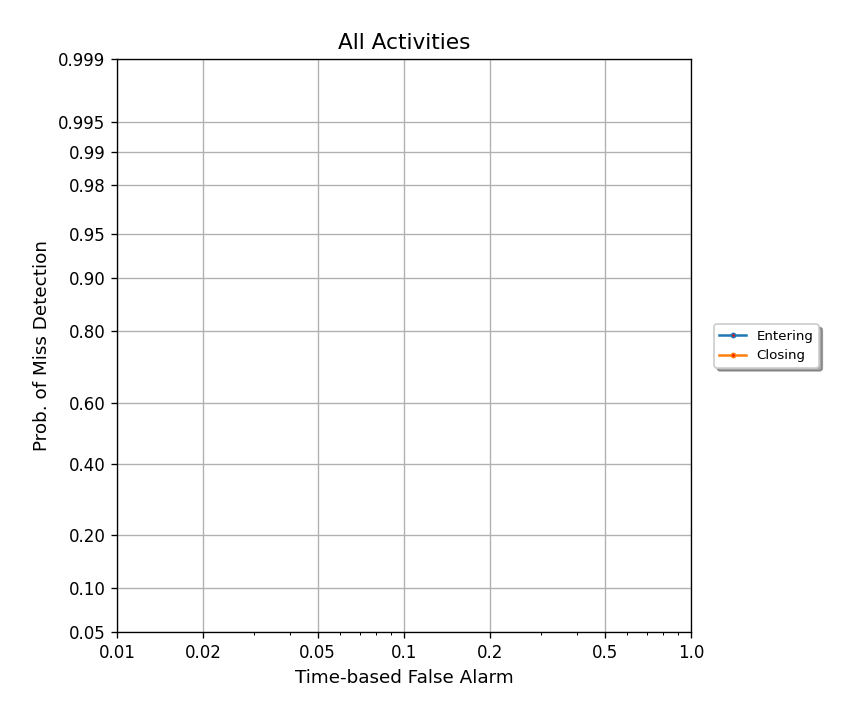 All Activities
0.999
0.995
0.99
0.98
0.95
0.90
0.80
0.60
0.40
0.20
0.10
0.05
Prob. of Miss Detection
0.01 0.02 0.05 0.1 0.2 0.5 1.0
Time-based False Alarm
Entering
Closing